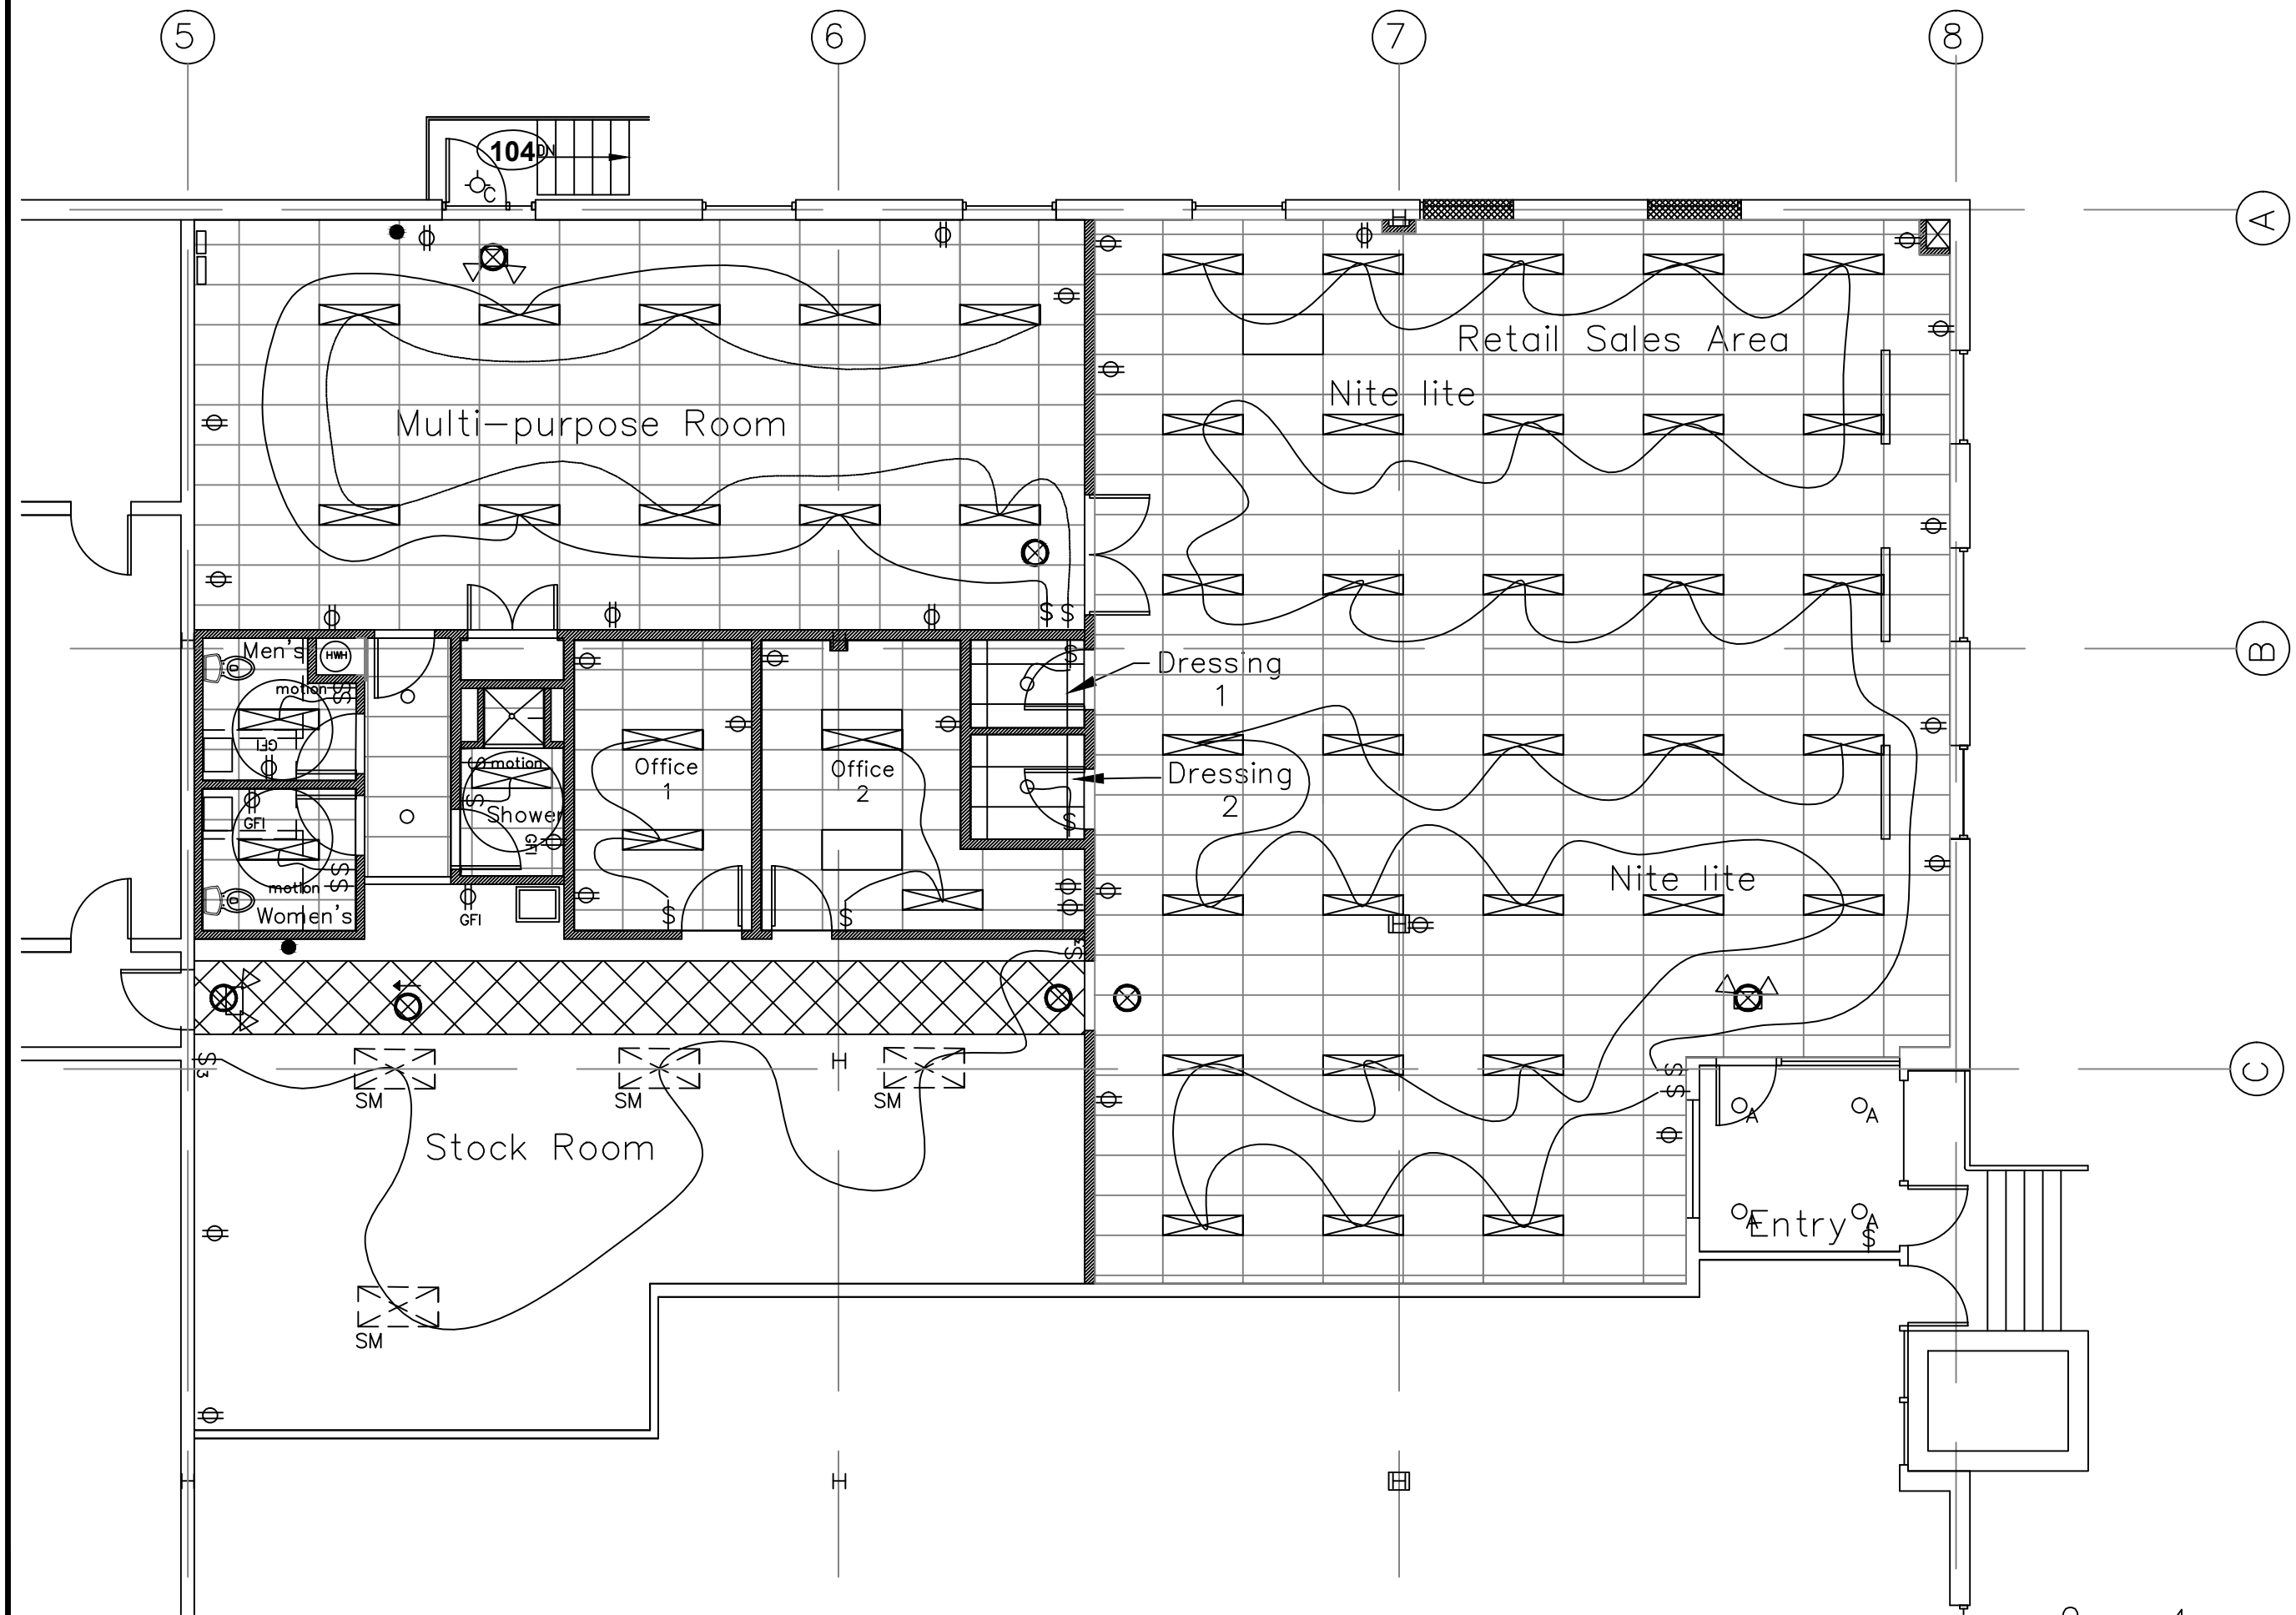 5 6 7 8
104 DN
C
A
Retail Sales Area
Nite lite
Multi-purpose Room
$ $
Men's
HWH
B
motion
Dressing
1
GFI
motion
Office
1
Office
2
Dressing
2
GFI
Shower
GFI
Nite lite
motion
Women's
GFI
$
$
C
S3
SM
SM
SM
A
A
Stock Room
Entry
A
A
$
SM